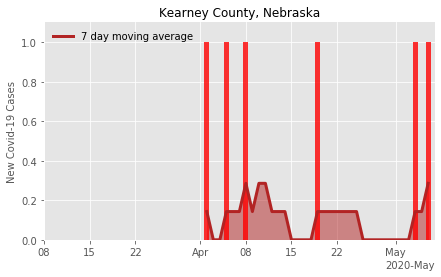 Kearney County, Nebraska
7 day moving average
New Covid-19 Cases
1.0
0.8
0.6
0.4
0.2
0.0
08 15 22 Apr 08 15 22 May
2020-May